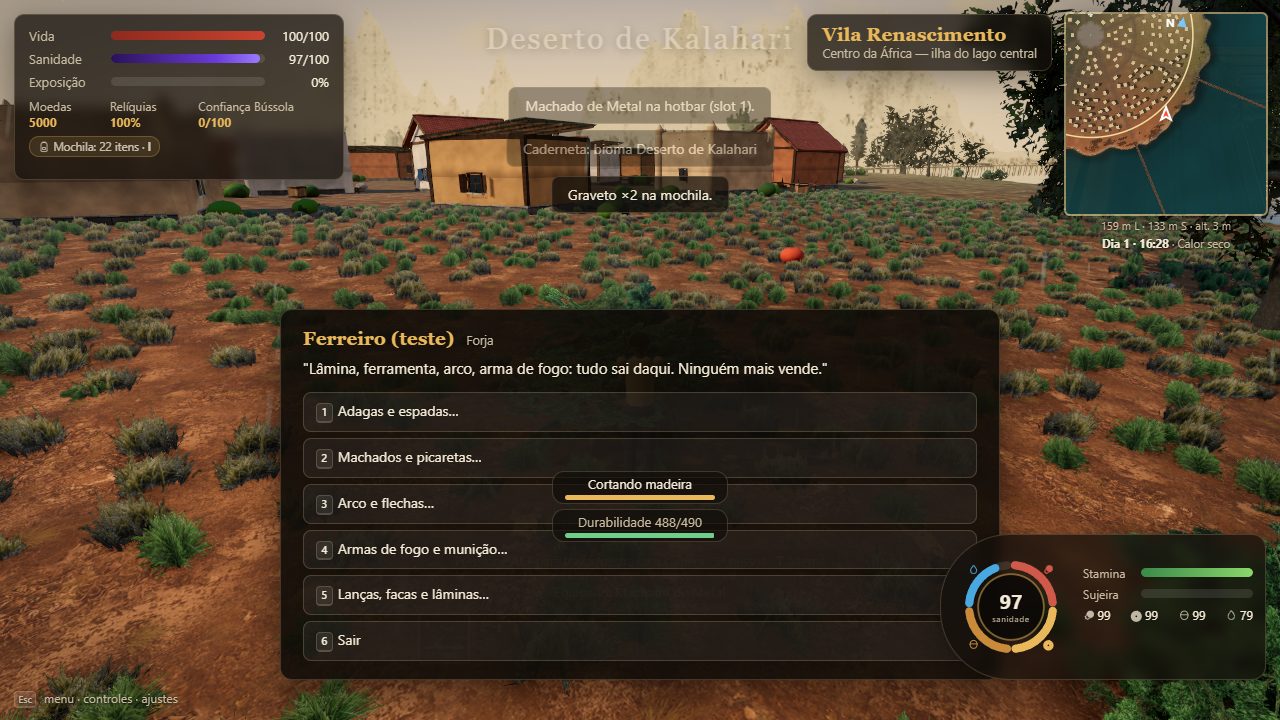 Vida 100/100
Sanidade 97/100
Exposição 0%
Moedas Relíquias Confiança Bússola
5000 100% 0/100
Mochila: 22 itens · I
Deserto de Kalahari
Machado de Metal na hotbar (slot 1).
Caderneta: bioma Deserto de Kalahari
Graveto ×2 na mochila.
Vila Renascimento
Centro da África — ilha do lago central
N
159 m L · 133 m S · alt. 3 m
Dia 1 · 16:28 · Calor seco
Ferreiro (teste) Forja
"Lâmina, ferramenta, arco, arma de fogo: tudo sai daqui. Ninguém mais vende."
1 Adagas e espadas...
2 Machados e picaretas...
Cortando madeira
3 Arco e flechas...
Durabilidade 488/490
4 Armas de fogo e munição...
5 Lanças, facas e lâminas...
6 Sair
97
sanidade
Stamina
Sujeira
99 99 99 79
Esc menu · controles · ajustes